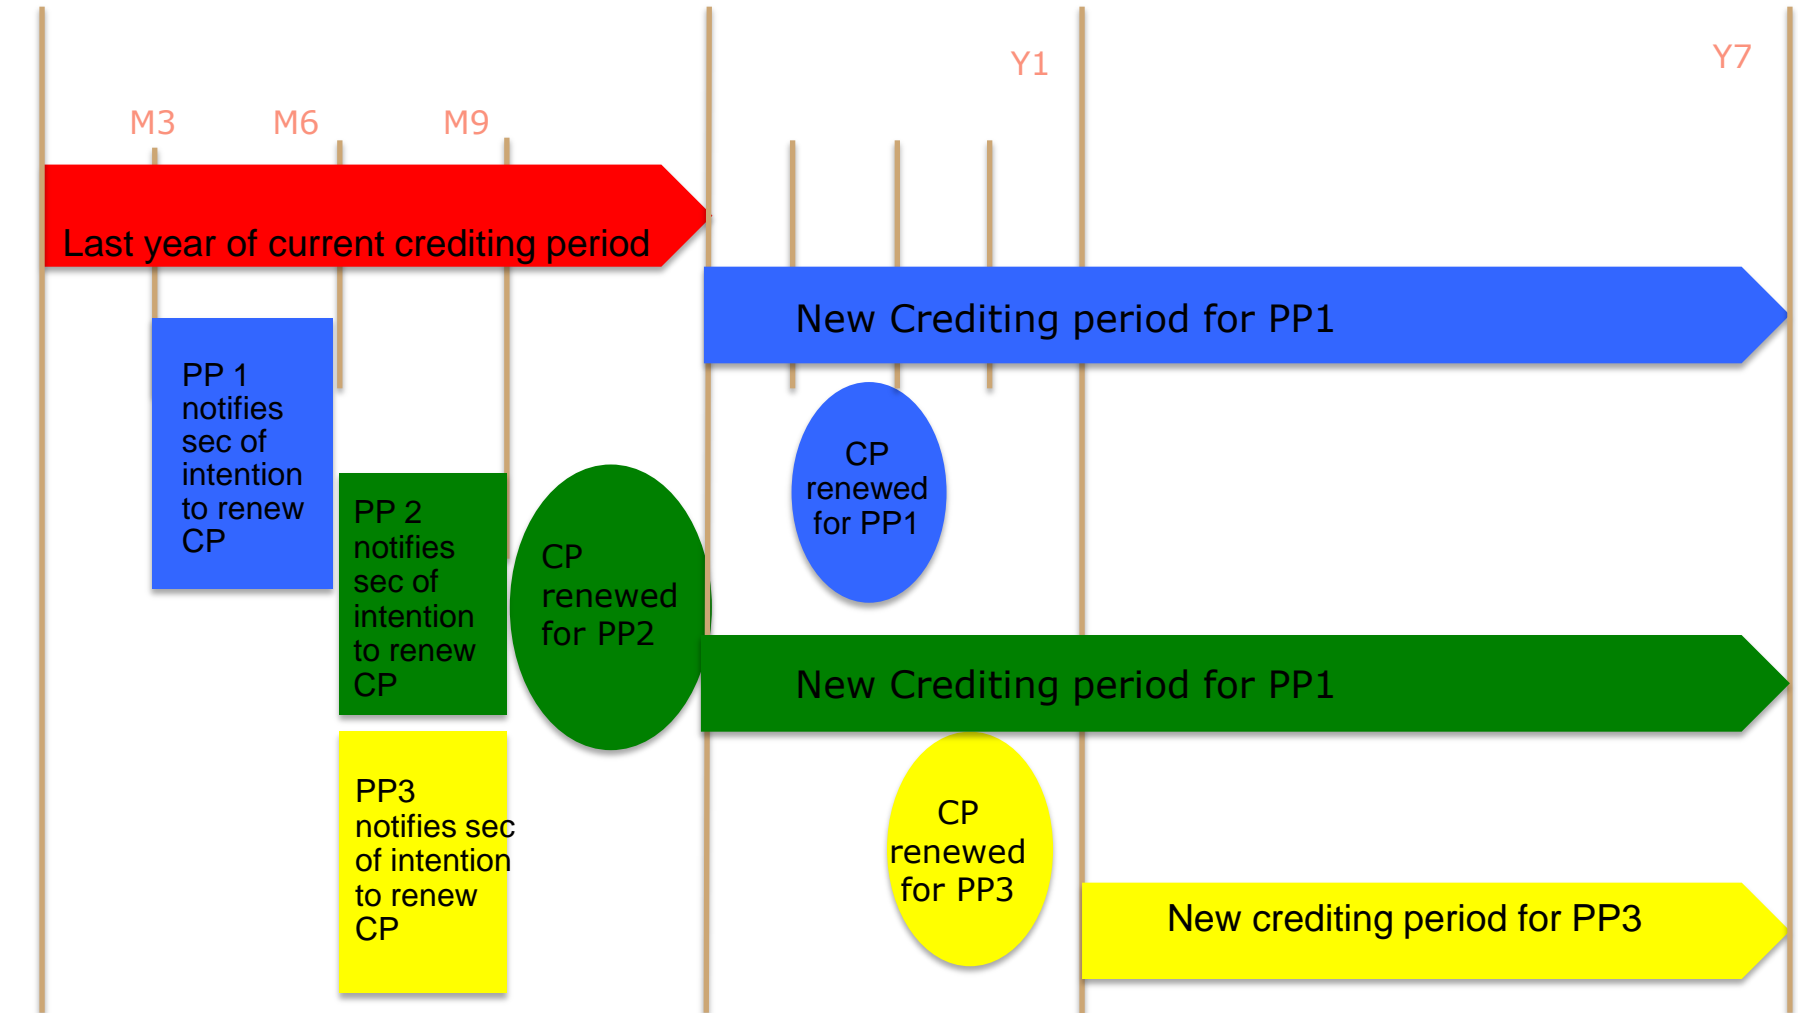 Y1
Y7
M3
M6
M9
Last year of current crediting period
New Crediting period for PP1
PP 1
notifies
sec of
intention
to renew
CP
CP
renewed
for PP1
PP 2
notifies
sec of
intention
to renew
CP
CP
renewed
for PP2
New Crediting period for PP1
PP3
notifies sec
of intention
to renew
CP
CP
renewed
for PP3
New crediting period for PP3